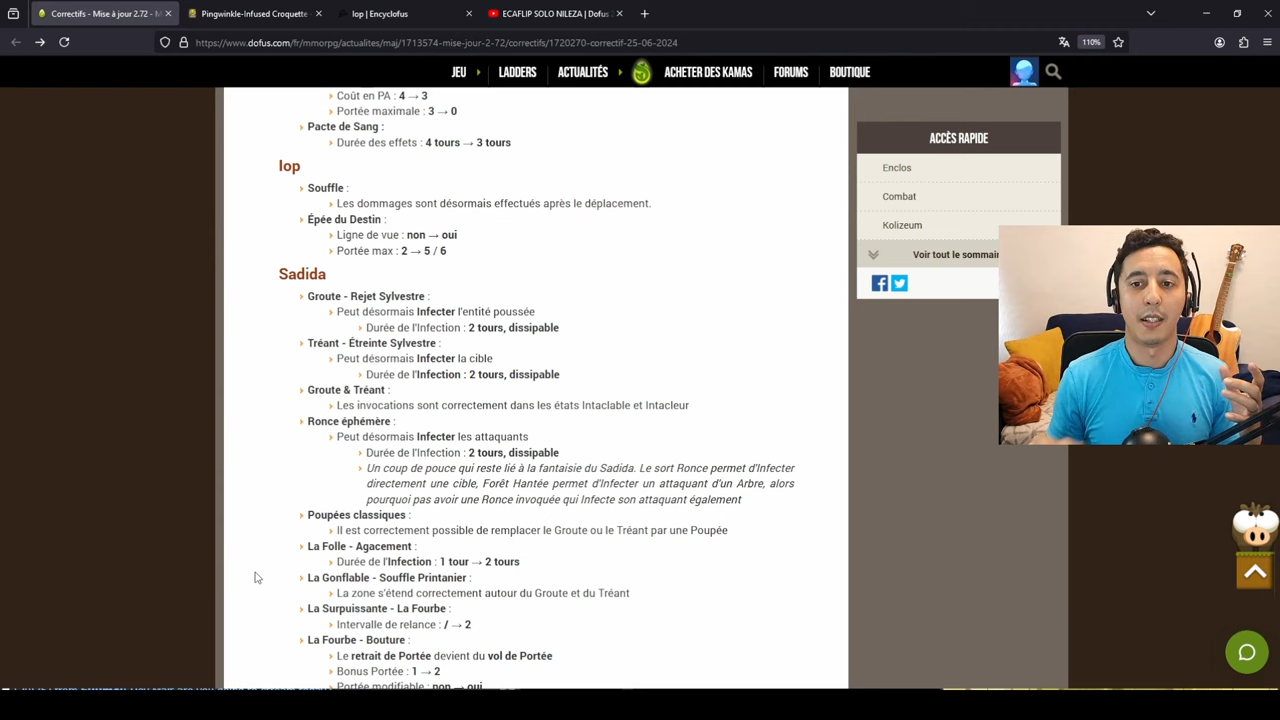 Correctifs - Mise à jour 2.72 - M
Pingwinkle-Infused Croquette -
Iop | Encyclofus
ECAFLIP SOLO NILEZA | Dofus
https://www.dofus.com/fr/mmorpg/actualites/maj/1713574-mise-jour-2-72/correctifs/1720270-correctif-25-06-2024
110%
JEU
LADDERS
ACTUALITÉS
ACHETER DES KAMAS
FORUMS
BOUTIQUE
Coût en PA : 4 → 3
Portée maximale : 3 → 0
Pacte de Sang :
Durée des effets : 4 tours → 3 tours
Iop
Souffle :
Les dommages sont désormais effectués après le déplacement.
Épée du Destin :
Ligne de vue : non → oui
Portée max : 2 → 5 / 6
Sadida
Groute - Rejet Sylvestre :
Peut désormais Infecter l'entité poussée
Durée de l'Infection : 2 tours, dissipable
Tréant - Étreinte Sylvestre :
Peut désormais Infecter la cible
Durée de l'Infection : 2 tours, dissipable
Groute & Tréant :
Les invocations sont correctement dans les états Intaclable et Intacleur
Ronce éphémère :
Peut désormais Infecter les attaquants
Durée de l'Infection : 2 tours, dissipable
Un coup de pouce qui reste lié à la fantaisie du Sadida. Le sort Ronce permet d'Infecter
directement une cible, Forêt Hantée permet d'Infecter un attaquant d'un Arbre, alors
pourquoi pas avoir une Ronce invoquée qui Infecte son attaquant également
Poupées classiques :
Il est correctement possible de remplacer le Groute ou le Tréant par une Poupée
La Folle - Agacement :
Durée de l'Infection : 1 tour → 2 tours
La Gonflable - Souffle Printanier :
La zone s'étend correctement autour du Groute et du Tréant
La Surpuissante - La Fourbe :
Intervalle de relance : / → 2
La Fourbe - Bouture :
Le retrait de Portée devient du vol de Portée
Bonus Portée : 1 → 2
Portée modifiable : non → oui
ACCÈS RAPIDE
Enclos
Combat
Kolizeum
Voir tout le sommair